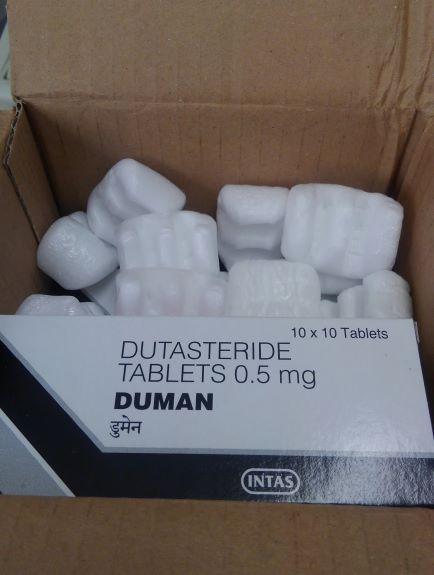 10 x 10 Tablets
DUTASTERIDE
TABLETS 0.5 mg
DUMAN
डुमेन
INTAS